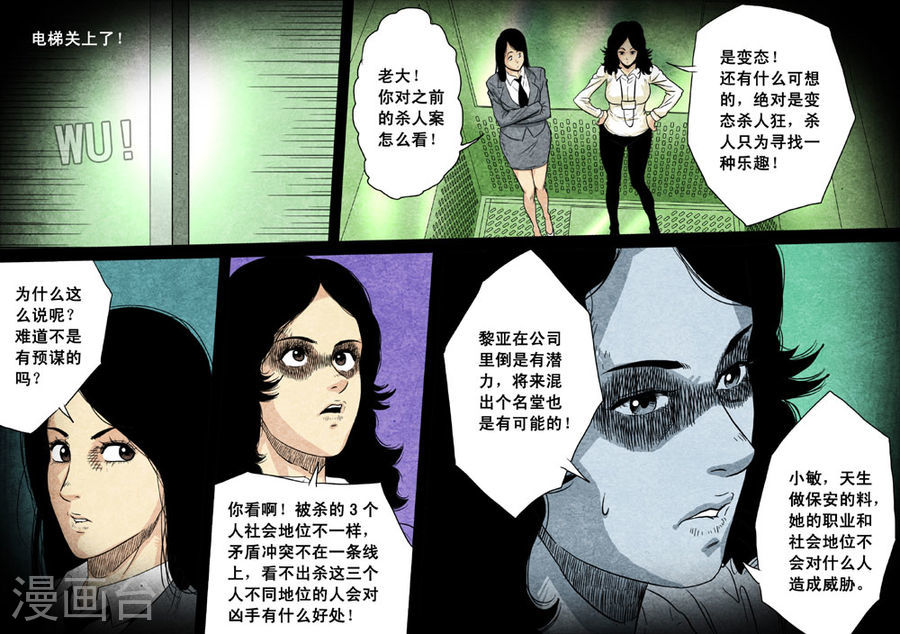 电梯关上了！
WU！
老大！
你对之前
的杀人案
怎么看！
是变态！
还有什么可想
的，绝对是变
态杀人狂，杀
人只为寻找一
种乐趣！
为什么这
么说呢？
难道不是
有预谋的
吗？
你看啊！被杀的3个
人社会地位不一样，
矛盾冲突不在一条线
上，看不出杀这三个
人不同地位的人会对
凶手有什么好处！
黎亚在公司
里倒是有潜
力，将来混
出个名堂也
是有可能的！
小敏，天生
做保安的料，
她的职业和
社会地位不
会对什么人
造成威胁。
漫画台